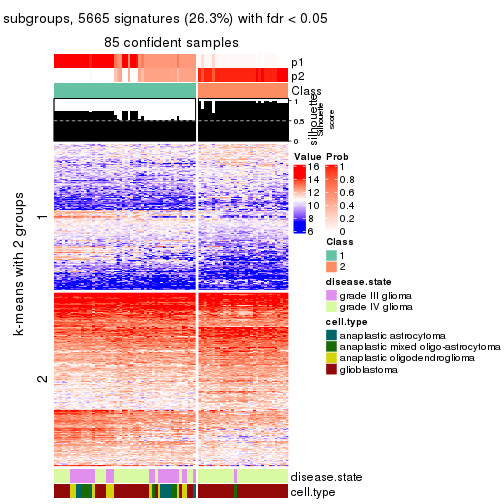 subgroups, 5665 signatures (26.3%) with fdr < 0.05
85 confident samples
p1
p2
Class
1
0.5
0
silhouette
Silhouette
score
k-means with 2 groups
1
2
Value
16
14
12
10
8
6
Prob
1
0.8
0.6
0.4
0.2
0
Class
1
2
disease.state
grade III glioma
grade IV glioma
cell.type
anaplastic astrocytoma
anaplastic mixed oligo-astrocytoma
anaplastic oligodendroglioma
glioblastoma
disease.state
cell.type